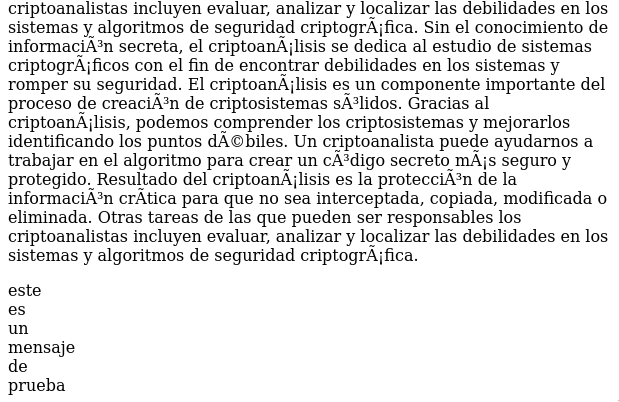 criptoanalistas incluyen evaluar, analizar y localizar las debilidades en los
sistemas y algoritmos de seguridad criptogrÃ¡fica. Sin el conocimiento de
informaciÃ³n secreta, el criptoanÃ¡lisis se dedica al estudio de sistemas
criptogrÃ¡ficos con el fin de encontrar debilidades en los sistemas y
romper su seguridad. El criptoanÃ¡lisis es un componente importante del
proceso de creaciÃ³n de criptosistemas sÃ³lidos. Gracias al
criptoanÃ¡lisis, podemos comprender los criptosistemas y mejorarlos
identificando los puntos dÃ©biles. Un criptoanalista puede ayudarnos a
trabajar en el algoritmo para crear un cÃ³digo secreto mÃ¡s seguro y
protegido. Resultado del criptoanÃ¡lisis es la protecciÃ³n de la
informaciÃ³n crÃ­tica para que no sea interceptada, copiada, modificada o
eliminada. Otras tareas de las que pueden ser responsables los
criptoanalistas incluyen evaluar, analizar y localizar las debilidades en los
sistemas y algoritmos de seguridad criptogrÃ¡fica.
este
es
un
mensaje
de
prueba